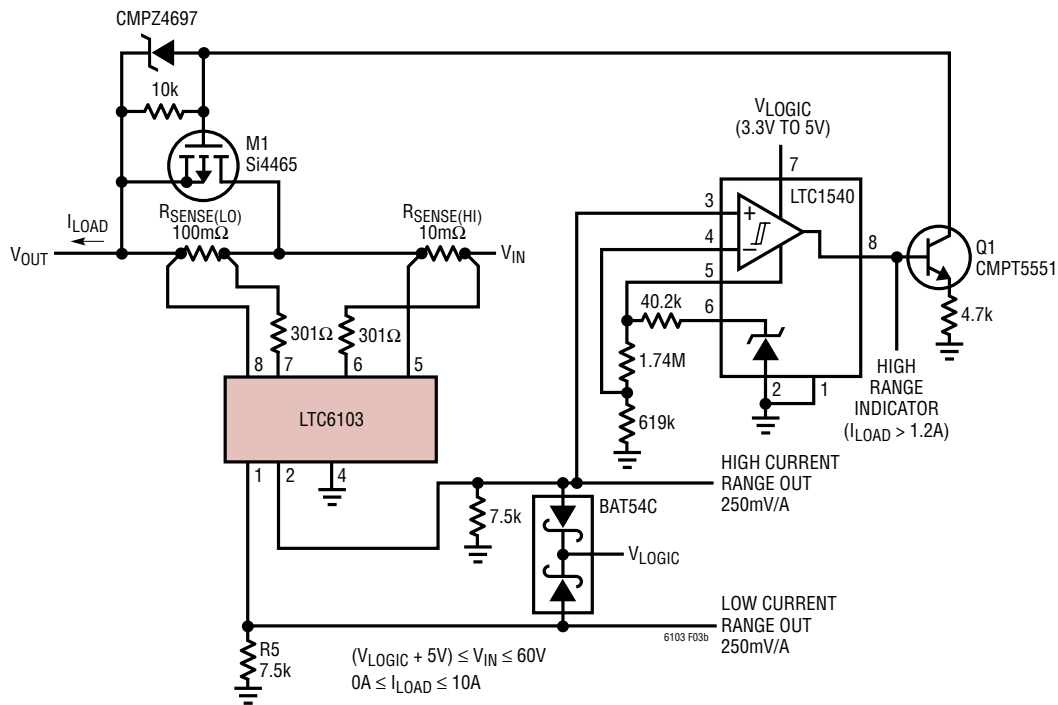 CMPZ4697
10k
M1
Si4465
VLOGIC
(3.3V TO 5V)
7
LTC1540
3
4
5
6
8
Q1
CMPT5551
ILOAD
RSENSE(LO)
100mΩ
RSENSE(HI)
10mΩ
VOUT
VIN
40.2k
4.7k
301Ω
301Ω
1.74M
2
1
HIGH
RANGE
INDICATOR
(ILOAD > 1.2A)
8
7
6
5
LTC6103
619k
1
2
4
HIGH CURRENT
RANGE OUT
250mV/A
7.5k
BAT54C
VLOGIC
LOW CURRENT
RANGE OUT
250mV/A
6103 F03b
R5
7.5k
(VLOGIC + 5V) ≤ VIN ≤ 60V
0A ≤ ILOAD ≤ 10A
+
–